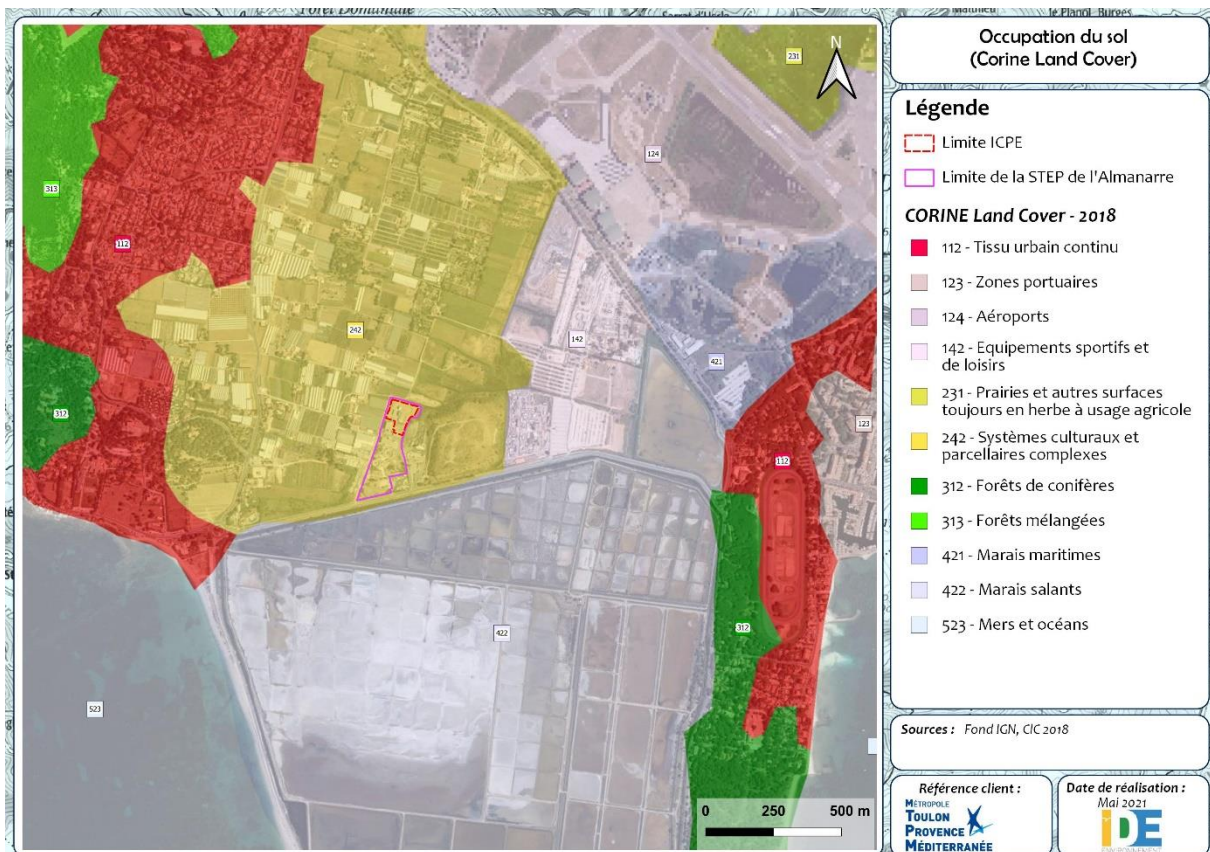 Forêt Domaniale
Occupation du sol
(Corine Land Cover)
N
231
124
313
112
242
142
421
312
123
112
312
422
523
0 250 500 m
Légende
Limite ICPE
Limite de la STEP de l'Almanarre
CORINE Land Cover - 2018
112 - Tissu urbain continu
123 - Zones portuaires
124 - Aéroports
142 - Equipements sportifs et
de loisirs
231 - Prairies et autres surfaces
toujours en herbe à usage agricole
242 - Systèmes culturaux et
parcellaires complexes
312 - Forêts de conifères
313 - Forêts mélangées
421 - Marais maritimes
422 - Marais salants
523 - Mers et océans
Sources : Fond IGN, CIC 2018
Référence client :
MÉTROPOLE
TOULON
PROVENCE
MÉDITERRANÉE
Date de réalisation :
Mai 2021
IDE
ENVIRONNEMENT